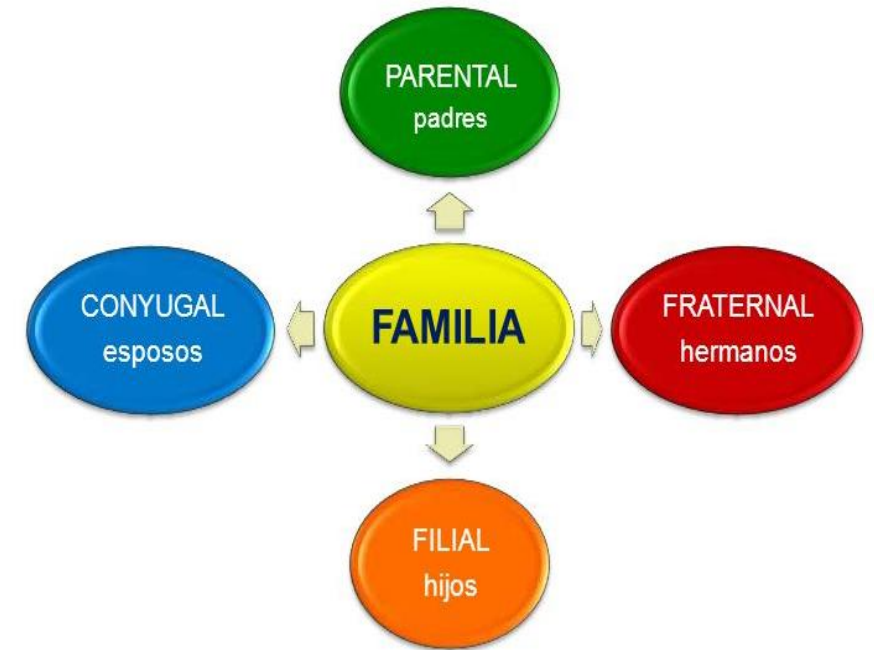 PARENTAL
padres
CONYUGAL
esposos
FAMILIA
FRATERNAL
hermanos
FILIAL
hijos